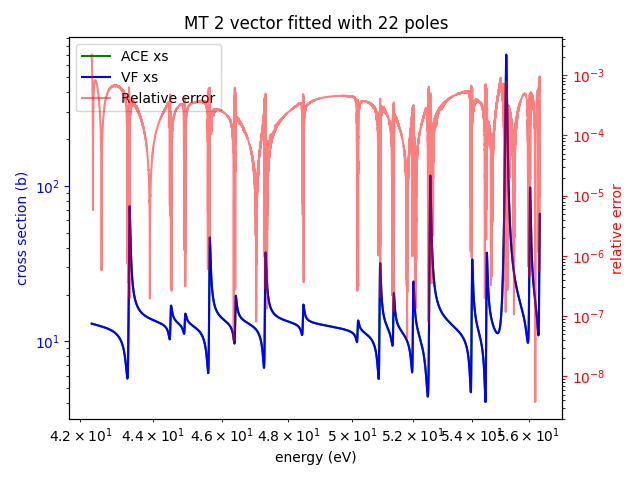 MT 2 vector fitted with 22 poles
ACE xs
VF xs
Relative error
cross section (b)
10²
10¹
relative error
10⁻³
10⁻⁴
10⁻⁵
10⁻⁶
10⁻⁷
10⁻⁸
4.2 × 10¹ 4.4 × 10¹ 4.6 × 10¹ 4.8 × 10¹ 5 × 10¹ 5.2 × 10¹ 5.4 × 10¹ 5.6 × 10¹
energy (eV)